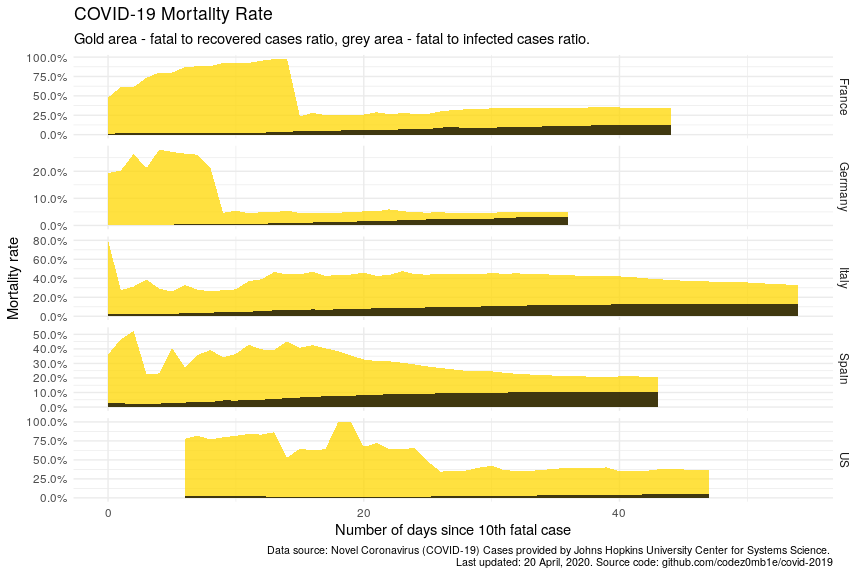 COVID-19 Mortality Rate
Gold area - fatal to recovered cases ratio, grey area - fatal to infected cases ratio.
100.0%
75.0%
50.0%
25.0%
0.0%
France
20.0%
10.0%
0.0%
Germany
80.0%
60.0%
40.0%
20.0%
0.0%
Italy
50.0%
40.0%
30.0%
20.0%
10.0%
0.0%
Spain
100.0%
75.0%
50.0%
25.0%
0.0%
US
Mortality rate
0 20 40
Number of days since 10th fatal case
Data source: Novel Coronavirus (COVID-19) Cases provided by Johns Hopkins University Center for Systems Science.
Last updated: 20 April, 2020. Source code: github.com/codez0mb1e/covid-2019